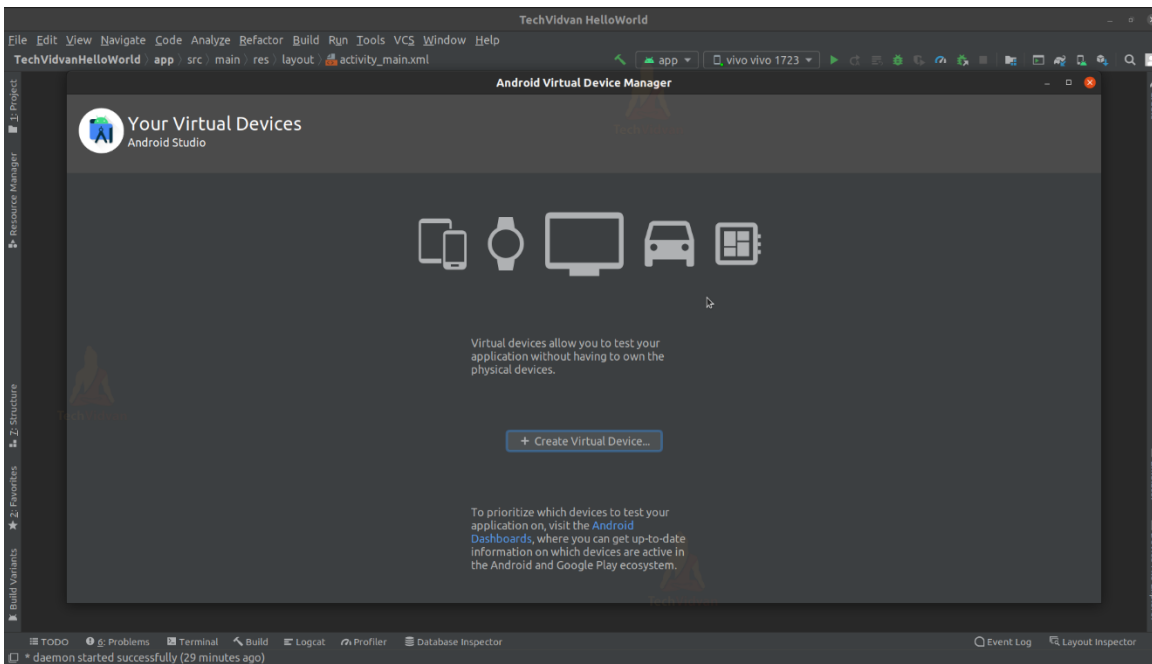 TechVidvan HelloWorld
File Edit View Navigate Code Analyze Refactor Build Run Tools VCS Window Help
TechVidvanHelloWorld app src main res layout activity_main.xml app vivo vivo 1723
Android Virtual Device Manager
Your Virtual Devices
Android Studio
1: Project
Resource Manager
Z: Structure
2: Favorites
Build Variants
Virtual devices allow you to test your
application without having to own the
physical devices.
+ Create Virtual Device...
To prioritize which devices to test your
application on, visit the Android
Dashboards, where you can get up-to-date
information on which devices are active in
the Android and Google Play ecosystem.
TechVidvan
TODO 6: Problems Terminal Build Logcat Profiler Database Inspector Event Log Layout Inspector
* daemon started successfully (29 minutes ago)